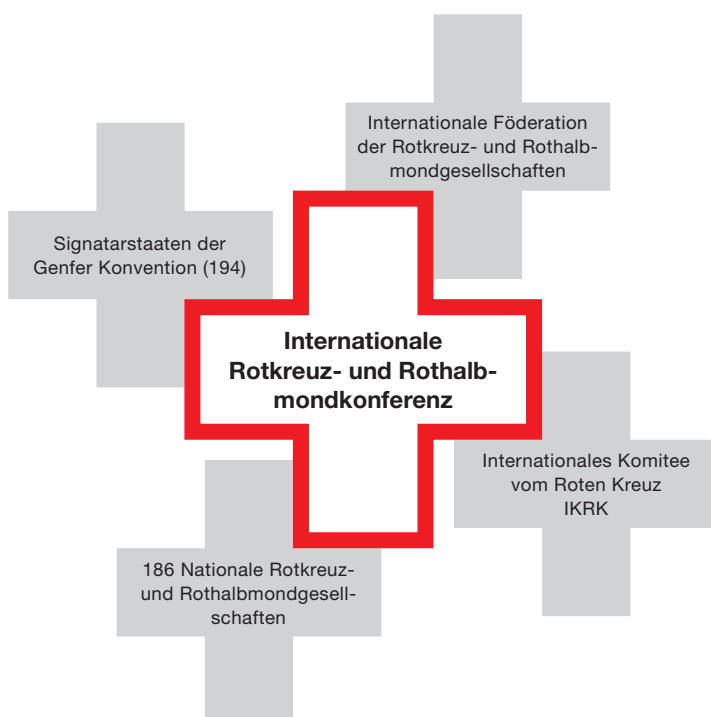 Internationale Föderation
der Rotkreuz- und Rothalb-
mondgesellschaften
Signatarstaaten der
Genfer Konvention (194)
Internationale
Rotkreuz- und Rothalb-
mondkonferenz
Internationales Komitee
vom Roten Kreuz
IKRK
186 Nationale Rotkreuz-
und Rothalbmondgesell-
schaften